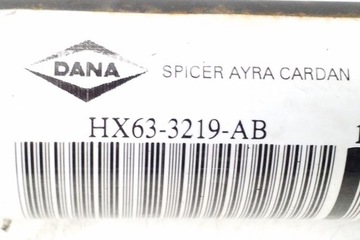 DANA
SPICER AYRA CARDAN
HX63-3219-AB